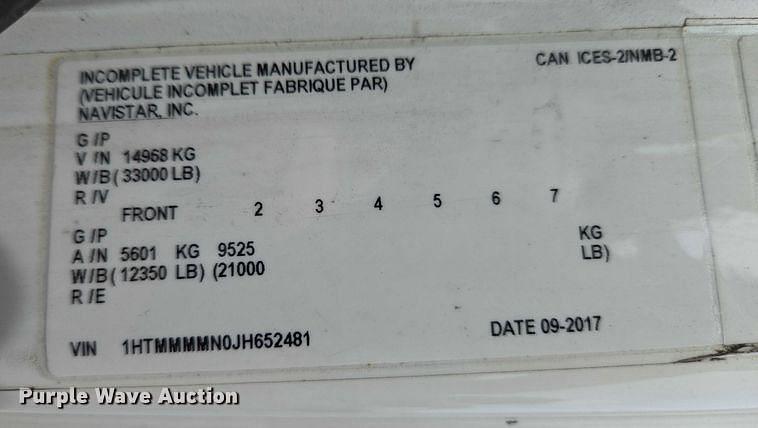 INCOMPLETE VEHICLE MANUFACTURED BY
(VEHICULE INCOMPLET FABRIQUE PAR)
NAVISTAR, INC.
CAN ICES-2/NMB-2
G/P
V/N 14968 KG
W/B( 33000 LB)
R/V
FRONT 2 3 4 5 6 7
G/P
A/N 5601 KG 9525 KG
W/B( 12350 LB) (21000 LB)
R/E
VIN 1HTMMMMN0JH652481 DATE 09-2017
Purple Wave Auction